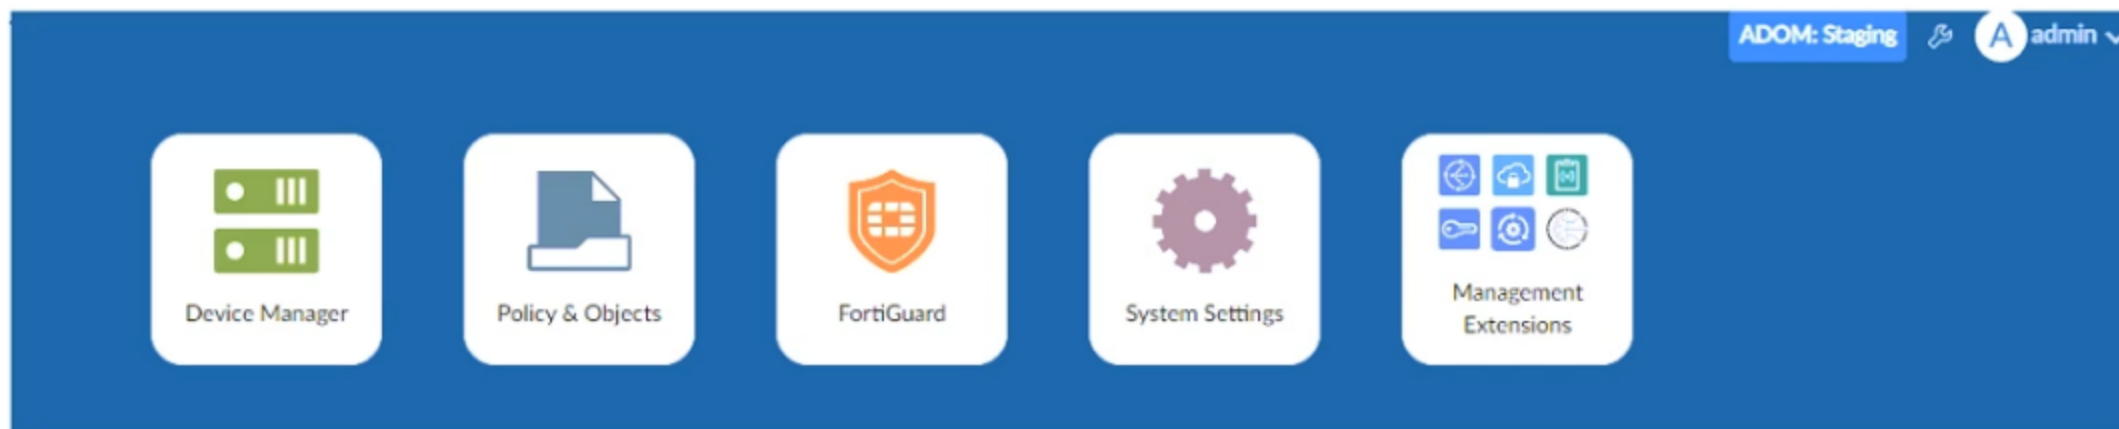 ADOM: Staging
A admin
Device Manager
Policy & Objects
FortiGuard
System Settings
Management
Extensions